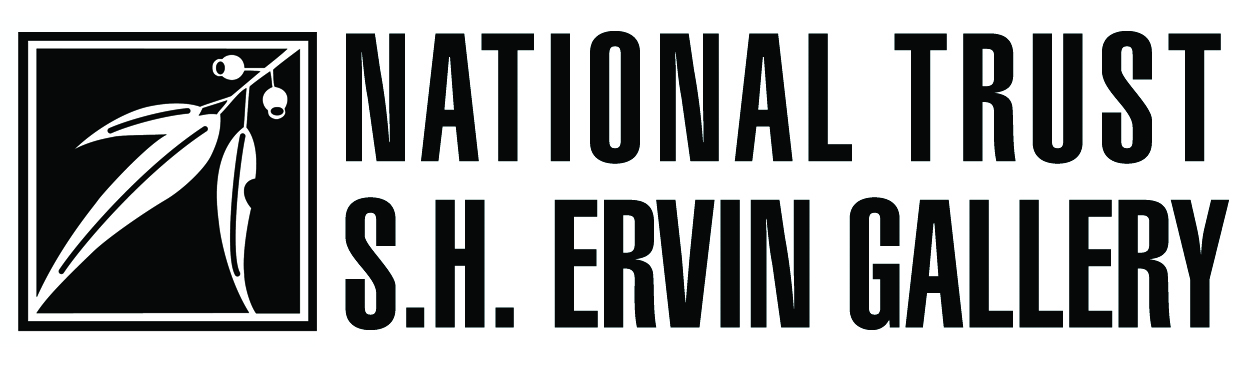 NATIONAL TRUST
S.H. ERVIN GALLERY